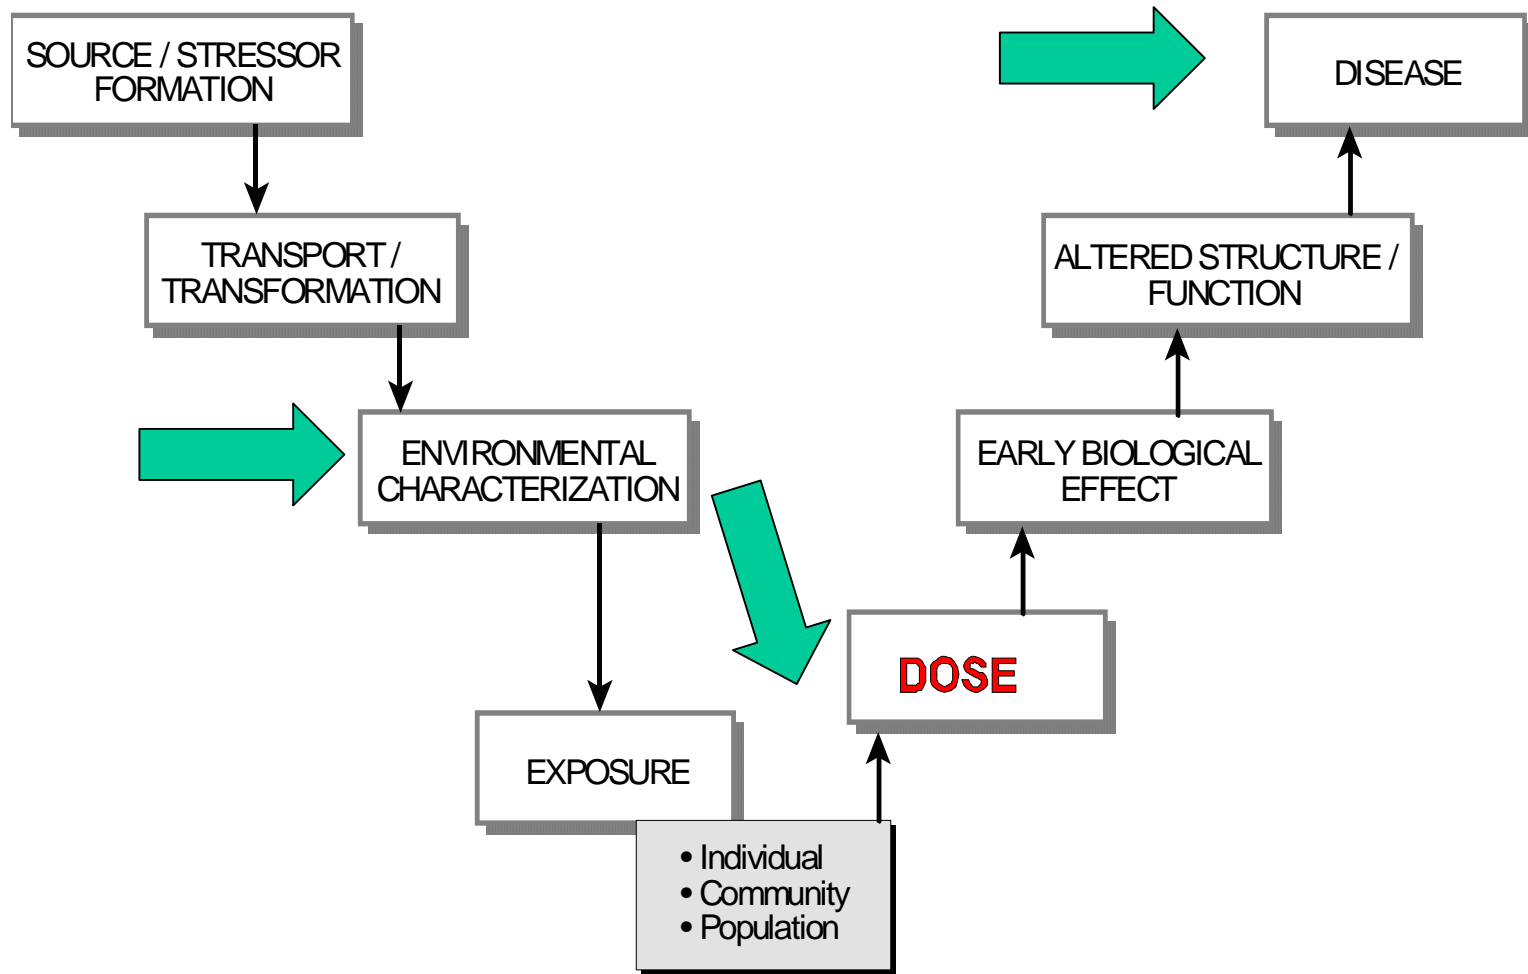 SOURCE / STRESSOR
FORMATION
TRANSPORT /
TRANSFORMATION
ENVIRONMENTAL
CHARACTERIZATION
EXPOSURE
• Individual
• Community
• Population
DOSE
EARLY BIOLOGICAL
EFFECT
ALTERED STRUCTURE /
FUNCTION
DISEASE